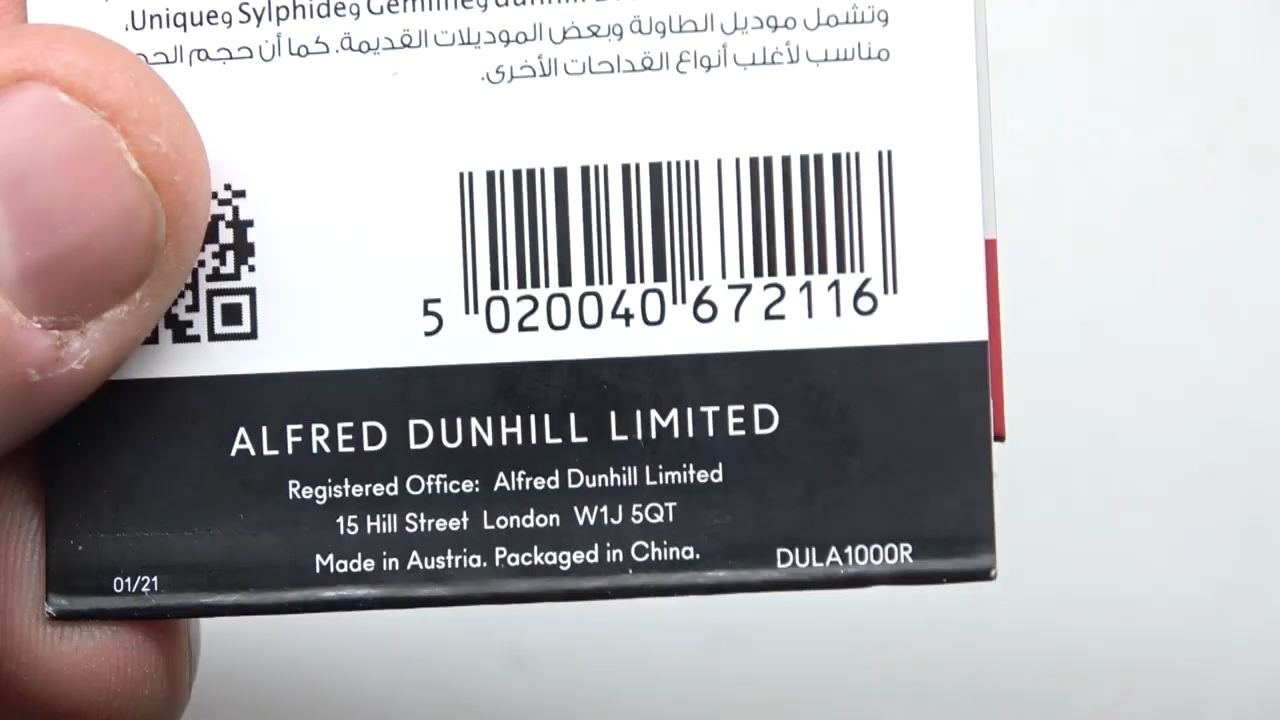 Unique و Sylphide و Gemline و dunhill.
وتشمل موديل الطاولة وبعض الموديلات القديمة. كما أن حجم
مناسب لأغلب أنواع القداحات الأخرى.
5 020040 672116
ALFRED DUNHILL LIMITED
Registered Office: Alfred Dunhill Limited
15 Hill Street London W1J 5QT
Made in Austria. Packaged in China.
DULA1000R
01/21